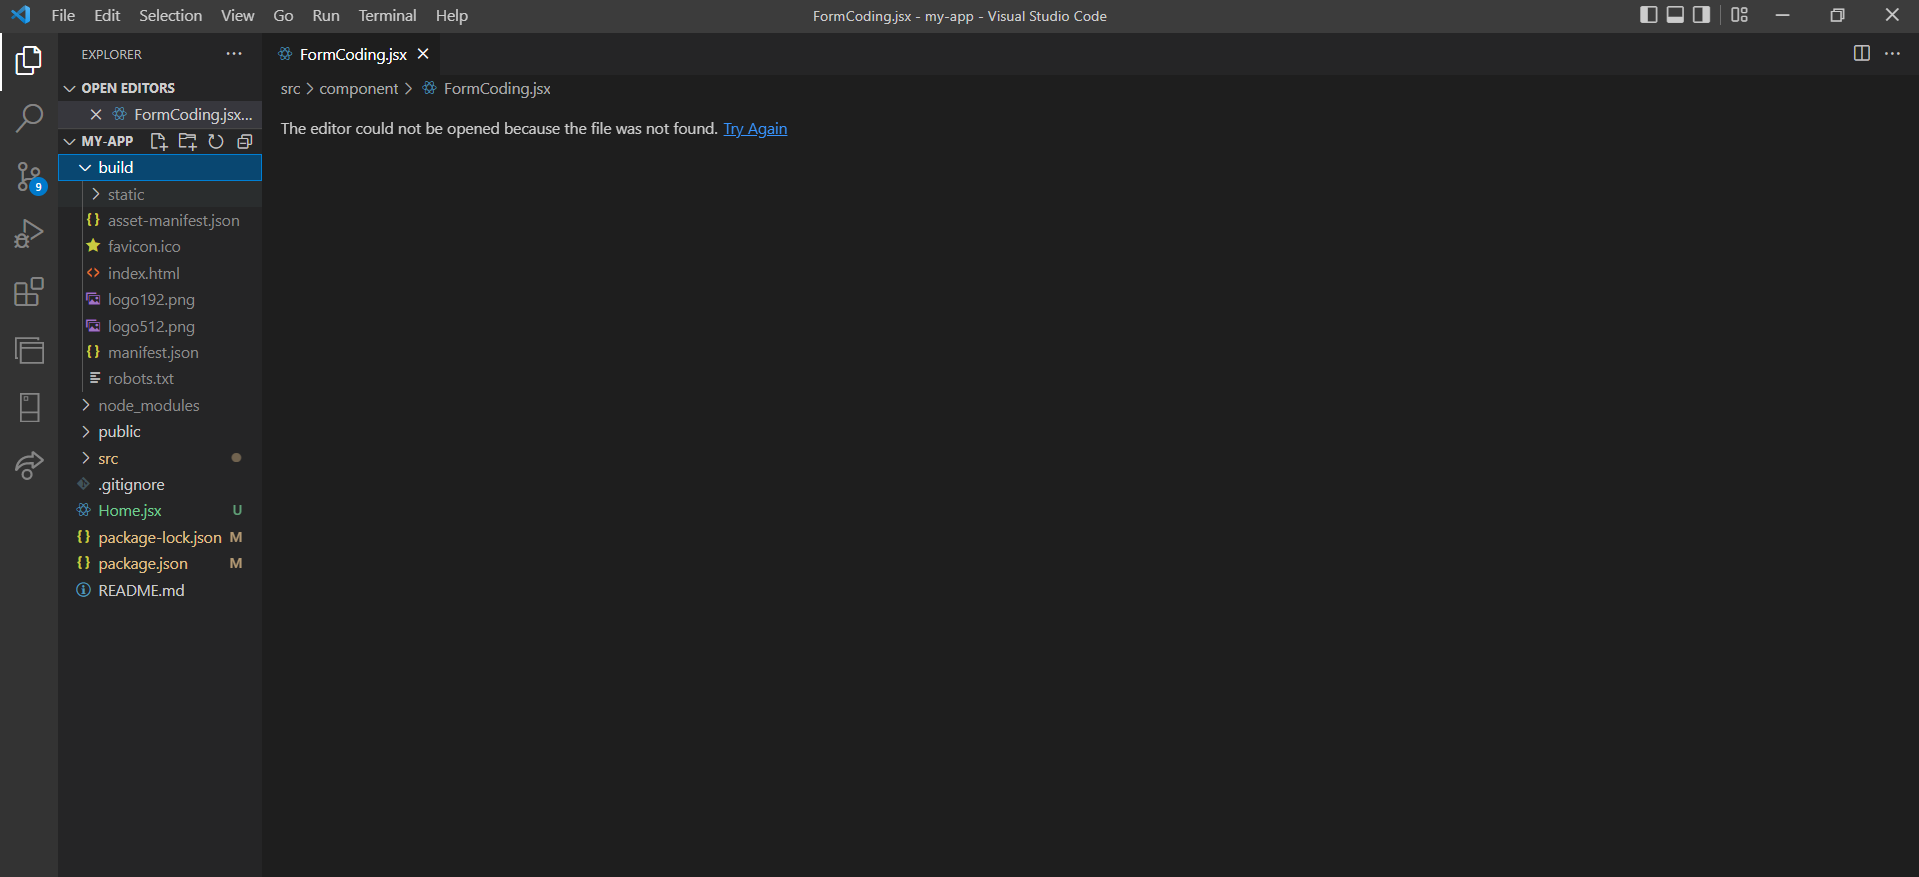 File Edit Selection View Go Run Terminal Help
FormCoding.jsx - my-app - Visual Studio Code
EXPLORER
FormCoding.jsx
OPEN EDITORS
src > component > FormCoding.jsx
FormCoding.jsx...
The editor could not be opened because the file was not found. Try Again
MY-APP
build
static
9
asset-manifest.json
favicon.ico
index.html
logo192.png
logo512.png
manifest.json
robots.txt
node_modules
public
src
.gitignore
Home.jsx U
package-lock.json M
package.json M
README.md